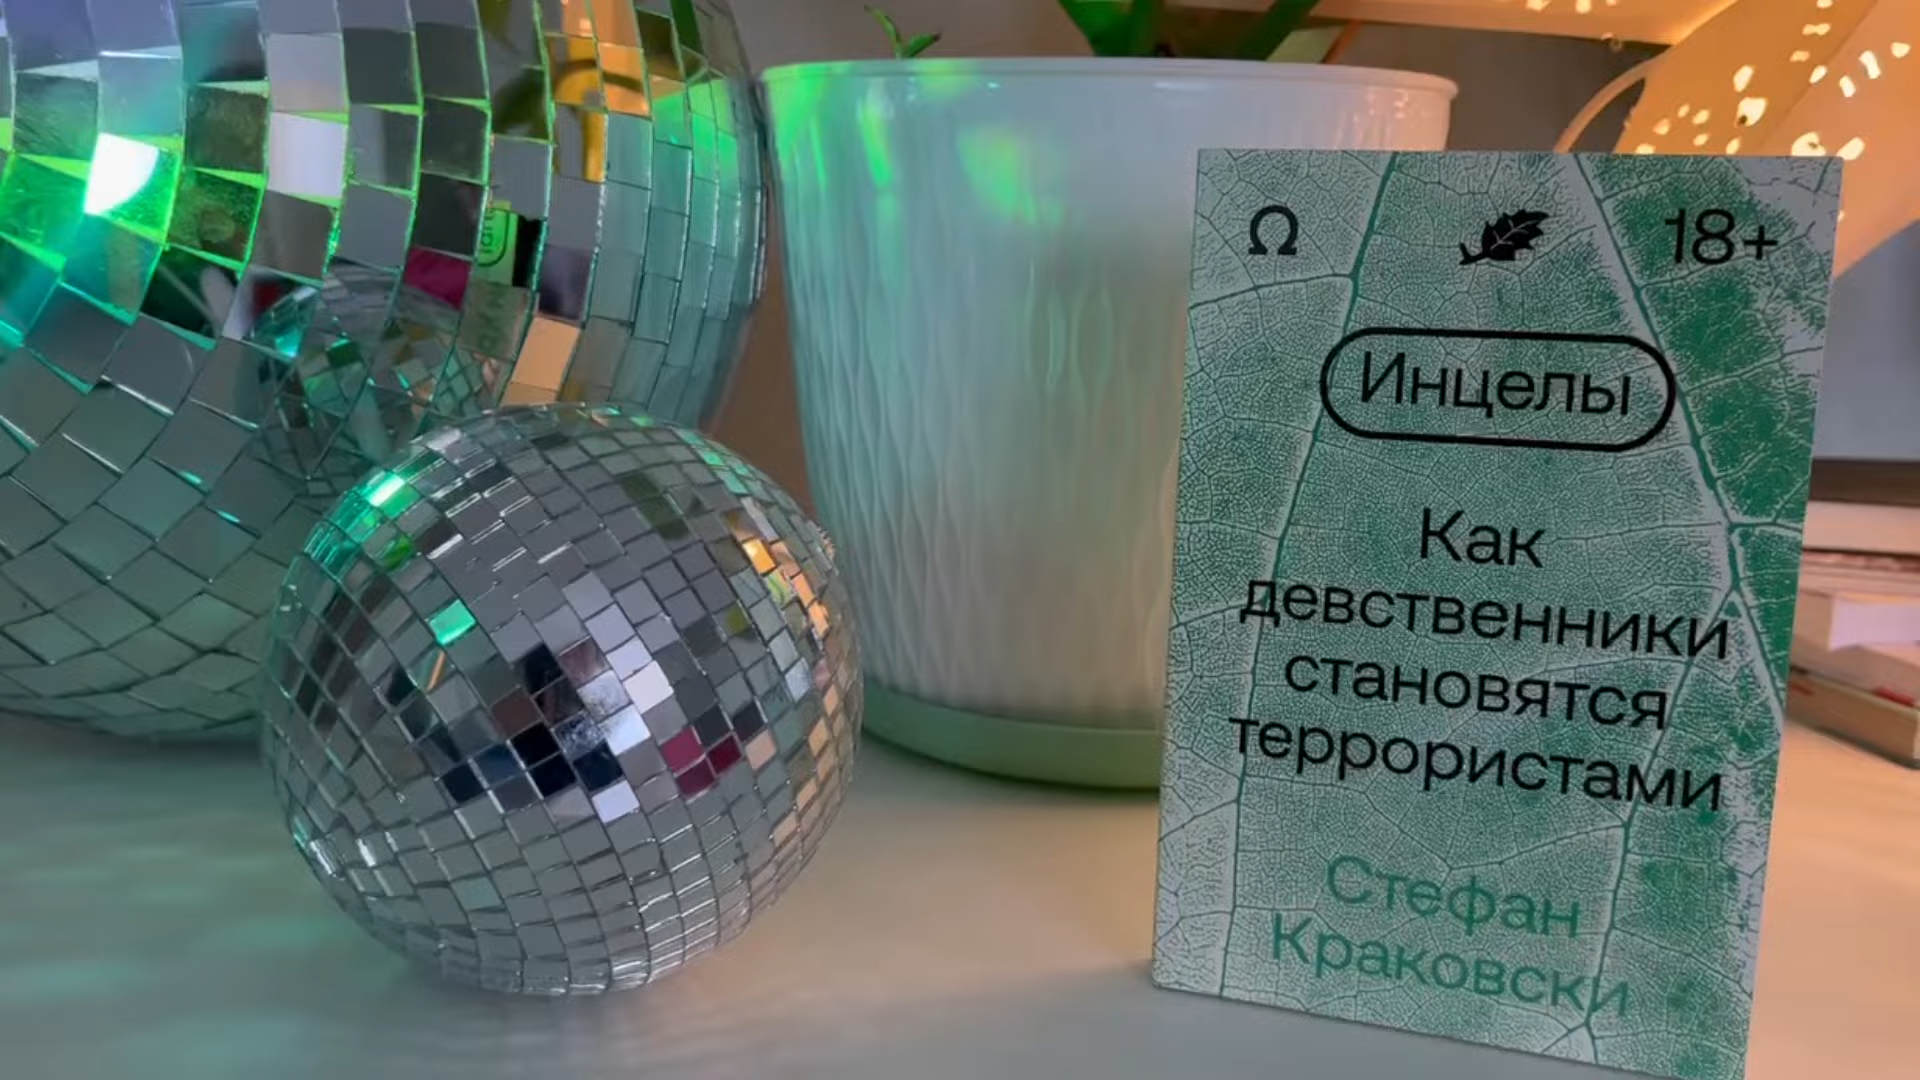 Ω 18+
Инцелы
Как
девственники
становятся
террористами
Стефан
Краковски